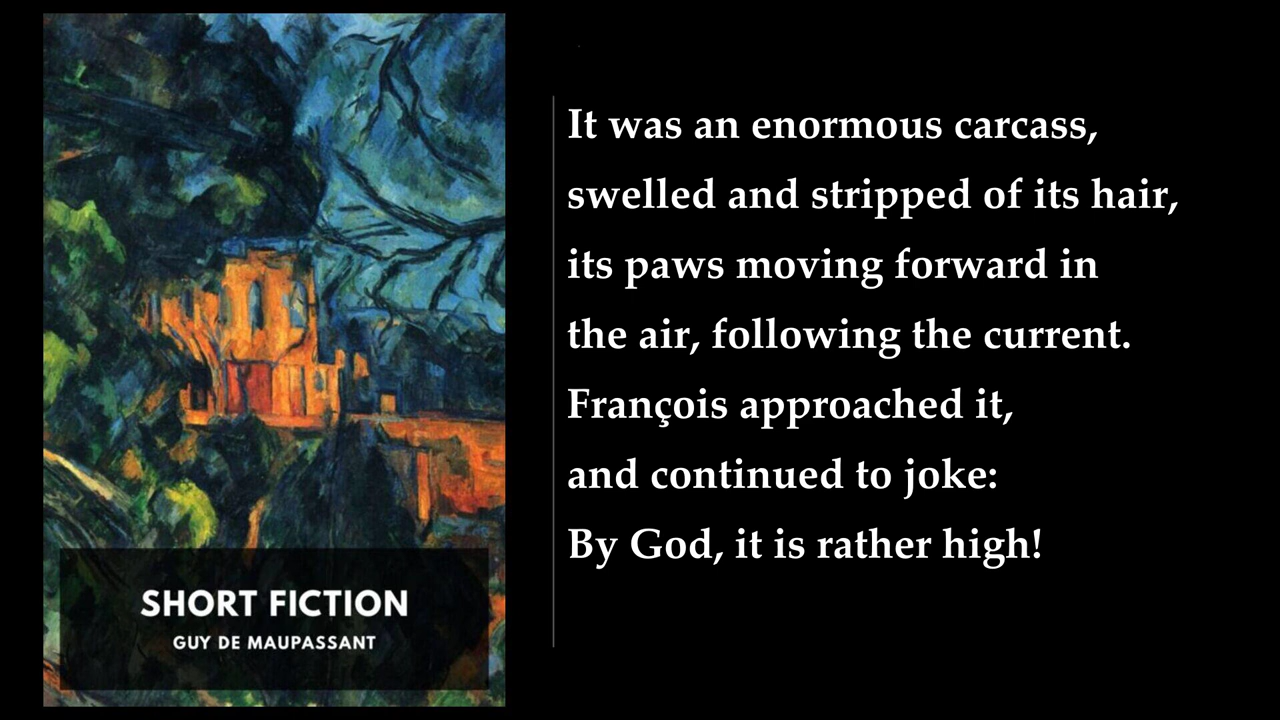 SHORT FICTION
GUY DE MAUPASSANT
It was an enormous carcass,
swelled and stripped of its hair,
its paws moving forward in
the air, following the current.
François approached it,
and continued to joke:
By God, it is rather high!